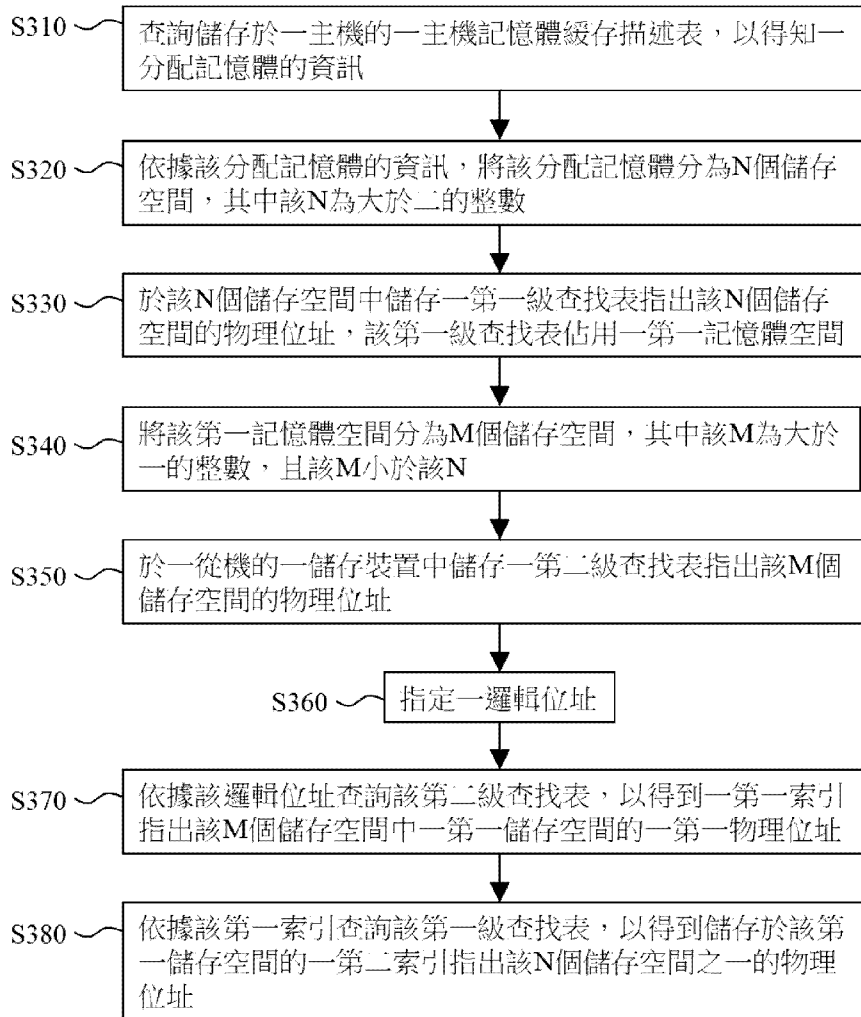 S310
查詢儲存於一主機的一主機記憶體緩存描述表，以得知一
分配記憶體的資訊
S320
依據該分配記憶體的資訊，將該分配記憶體分為N個儲存
空間，其中該N為大於二的整數
S330
於該N個儲存空間中儲存一第一級查找表指出該N個儲存
空間的物理位址，該第一級查找表佔用一第一記憶體空間
S340
將該第一記憶體空間分為M個儲存空間，其中該M為大於
一的整數，且該M小於該N
S350
於一從機的一儲存裝置中儲存一第二級查找表指出該M個
儲存空間的物理位址
S360
指定一邏輯位址
S370
依據該邏輯位址查詢該第二級查找表，以得到一第一索引
指出該M個儲存空間中一第一儲存空間的一第一物理位址
S380
依據該第一索引查詢該第一級查找表，以得到儲存於該第
一儲存空間的一第二索引指出該N個儲存空間之一的物理
位址